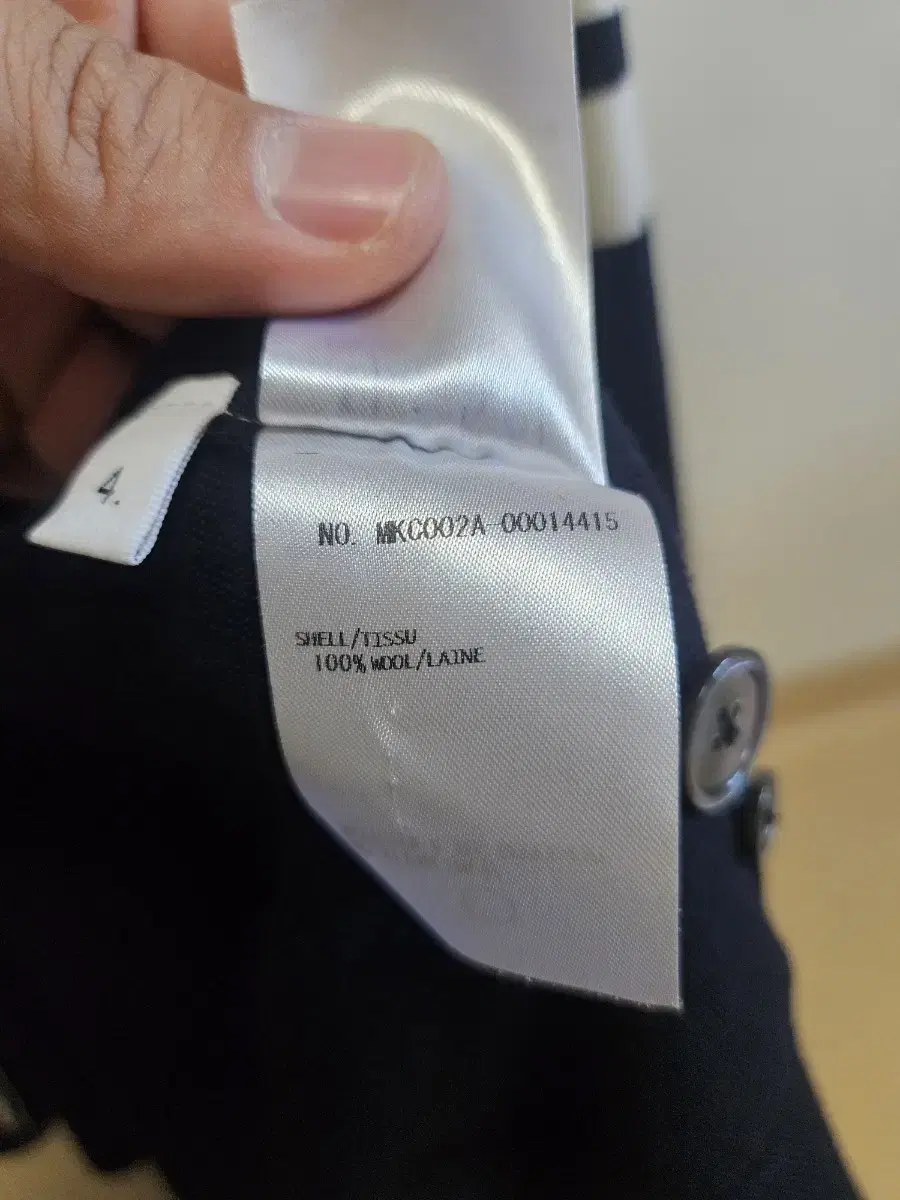 4.
NO. MKC002A-00014415
SHELL/TISSU
100% WOOL/LAINE